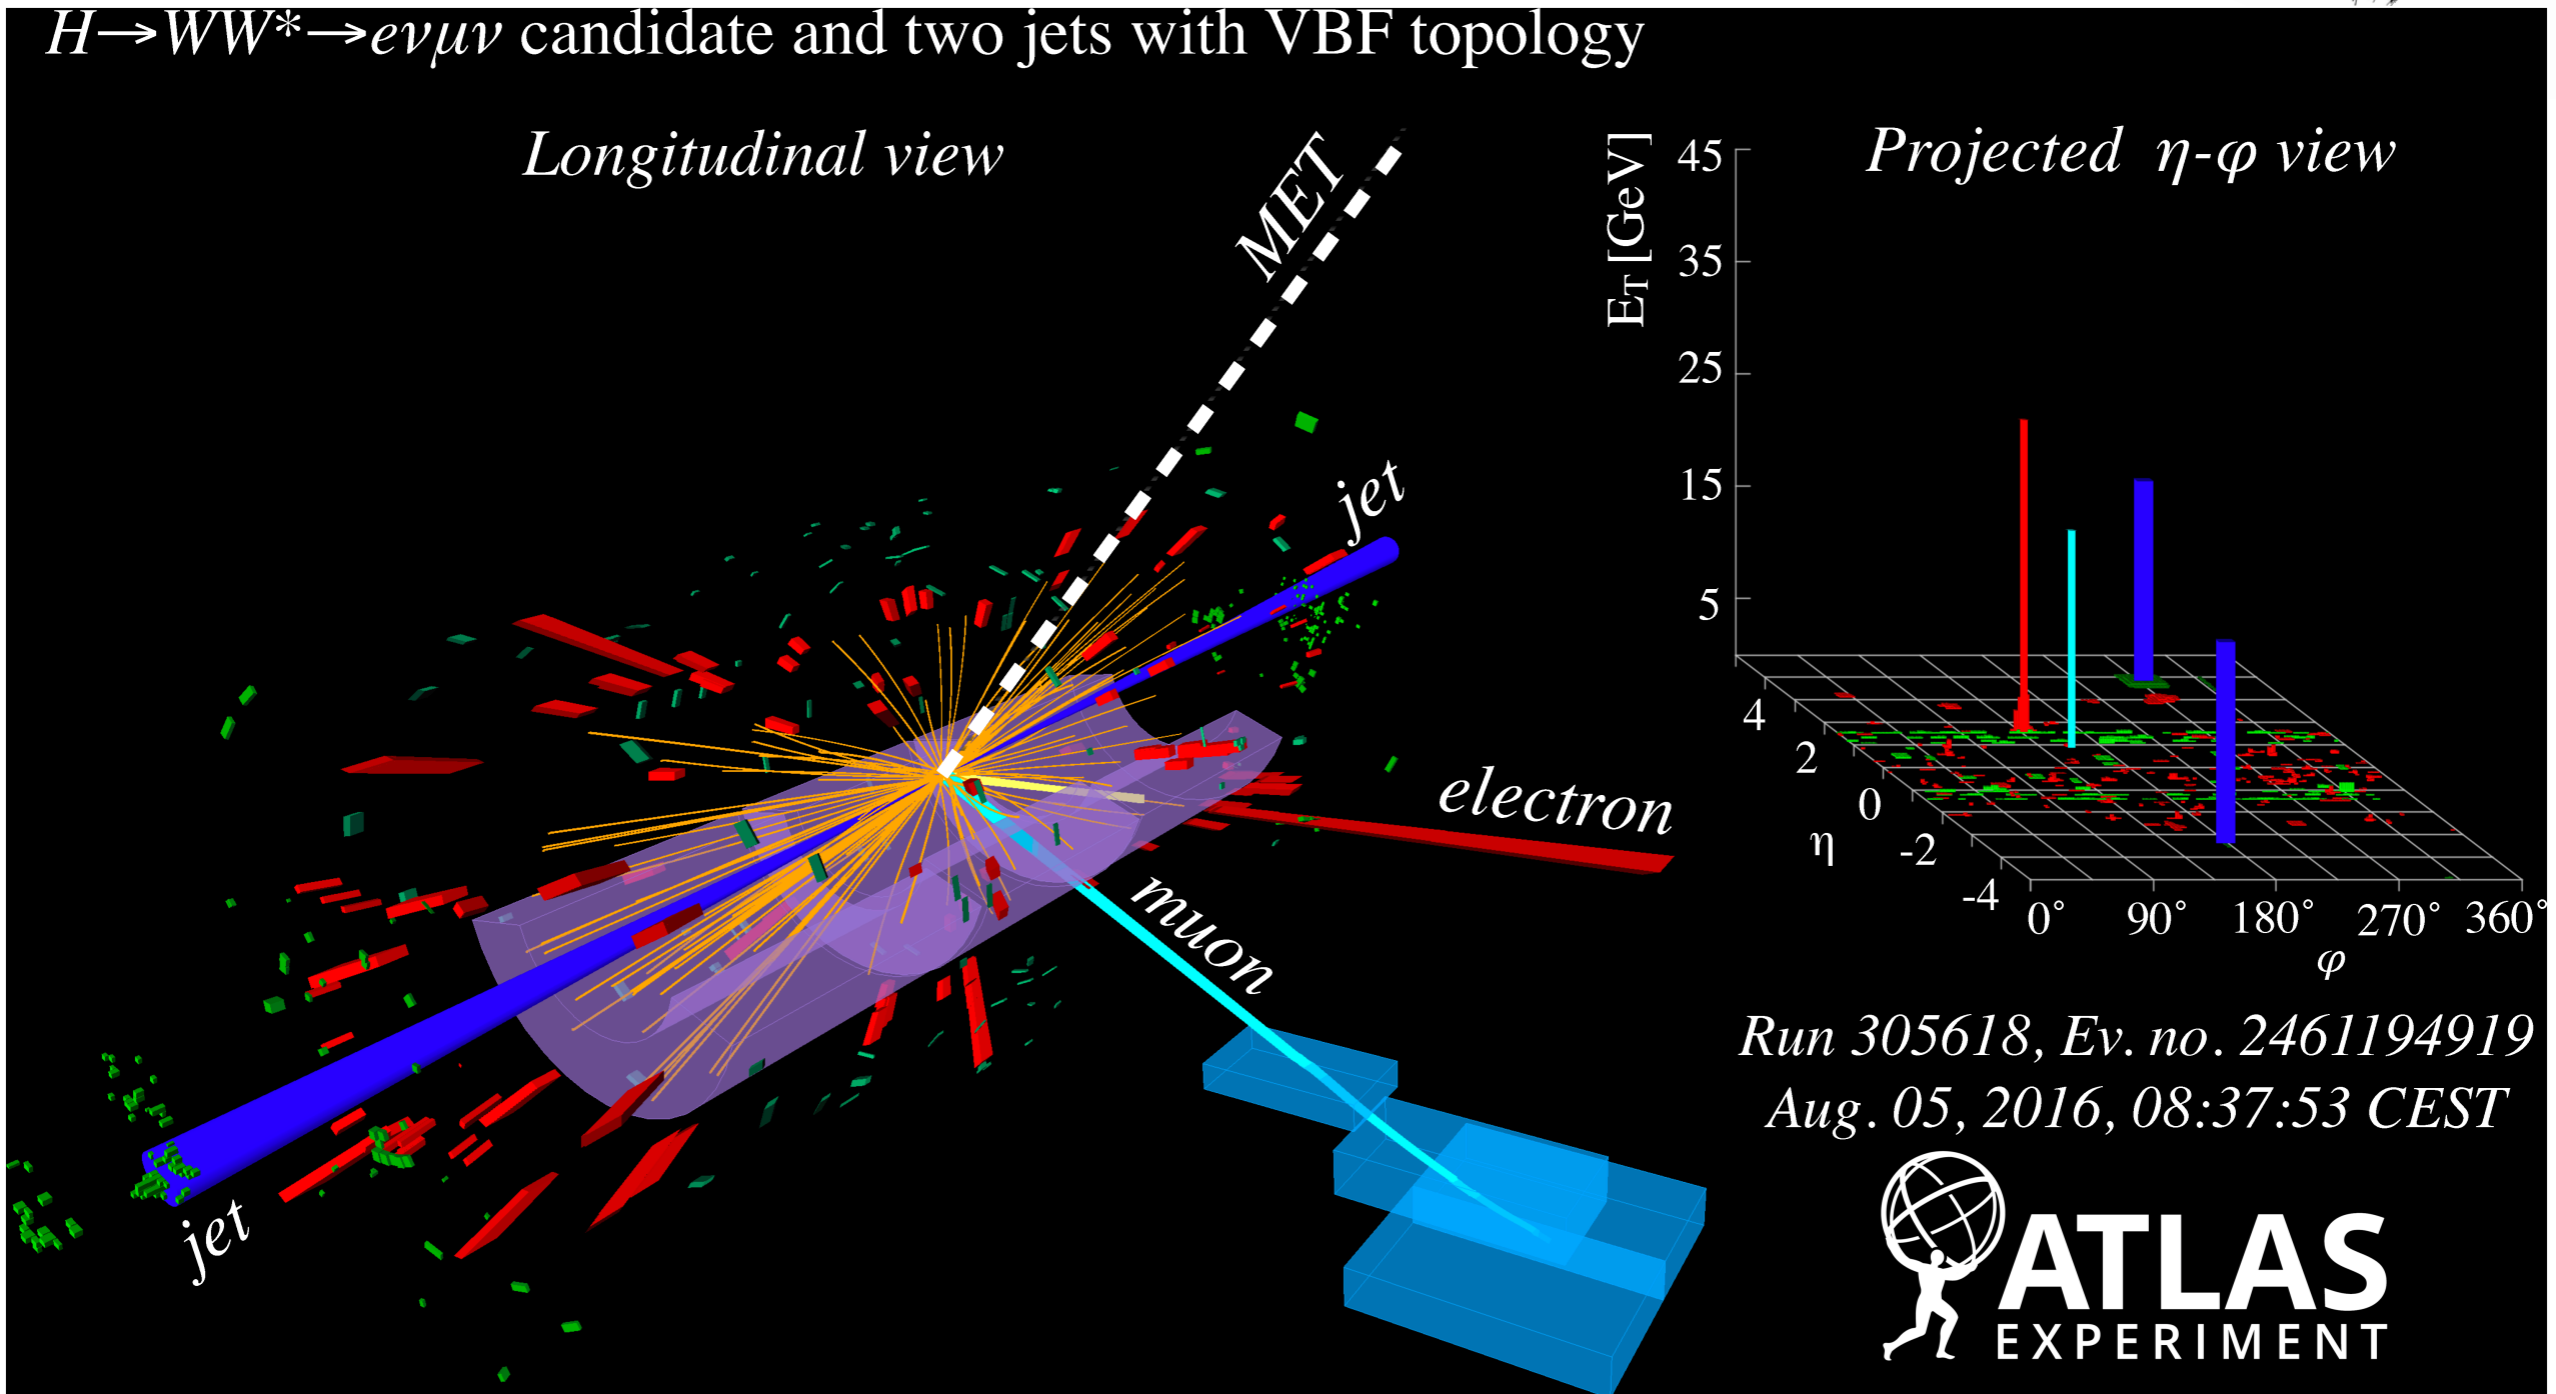 H→WW*→eνμν candidate and two jets with VBF topology
Longitudinal view
MET
jet
electron
muon
jet
Projected η-φ view
E_T [GeV]
45
35
25
15
5
4
2
0
-2
-4
η
0° 90° 180° 270° 360°
φ
Run 305618, Ev. no. 2461194919
Aug. 05, 2016, 08:37:53 CEST
ATLAS
EXPERIMENT